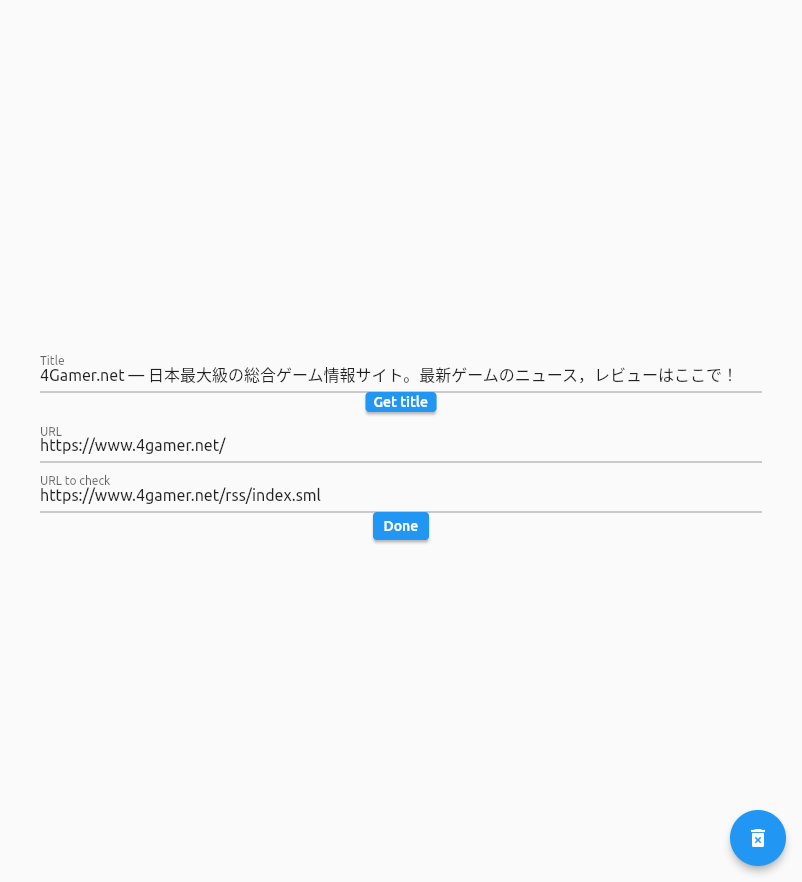 Title
4Gamer.net ― 日本最大級の総合ゲーム情報サイト。最新ゲームのニュース，レビューはここで！
Get title
URL
https://www.4gamer.net/
URL to check
https://www.4gamer.net/rss/index.sml
Done